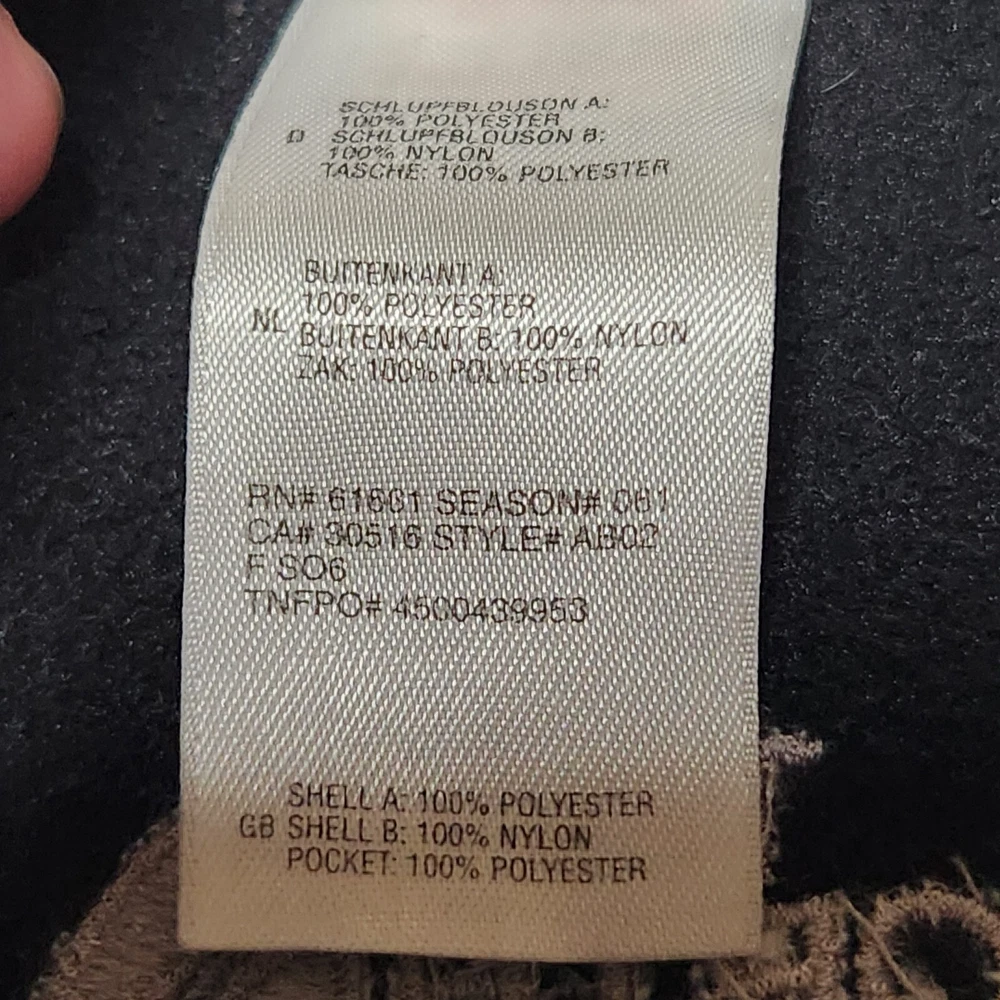 SCHLUPFBLOUSON A:
100% POLYESTER
D SCHLUPFBLOUSON B:
100% NYLON
TASCHE: 100% POLYESTER
BUITENKANT A:
100% POLYESTER
NL BUITENKANT B: 100% NYLON
ZAK: 100% POLYESTER
RN# 61661 SEASON# 061
CA# 30516 STYLE# AB02
F SO6
TNFPO# 4500439953
SHELL A: 100% POLYESTER
GB SHELL B: 100% NYLON
POCKET: 100% POLYESTER